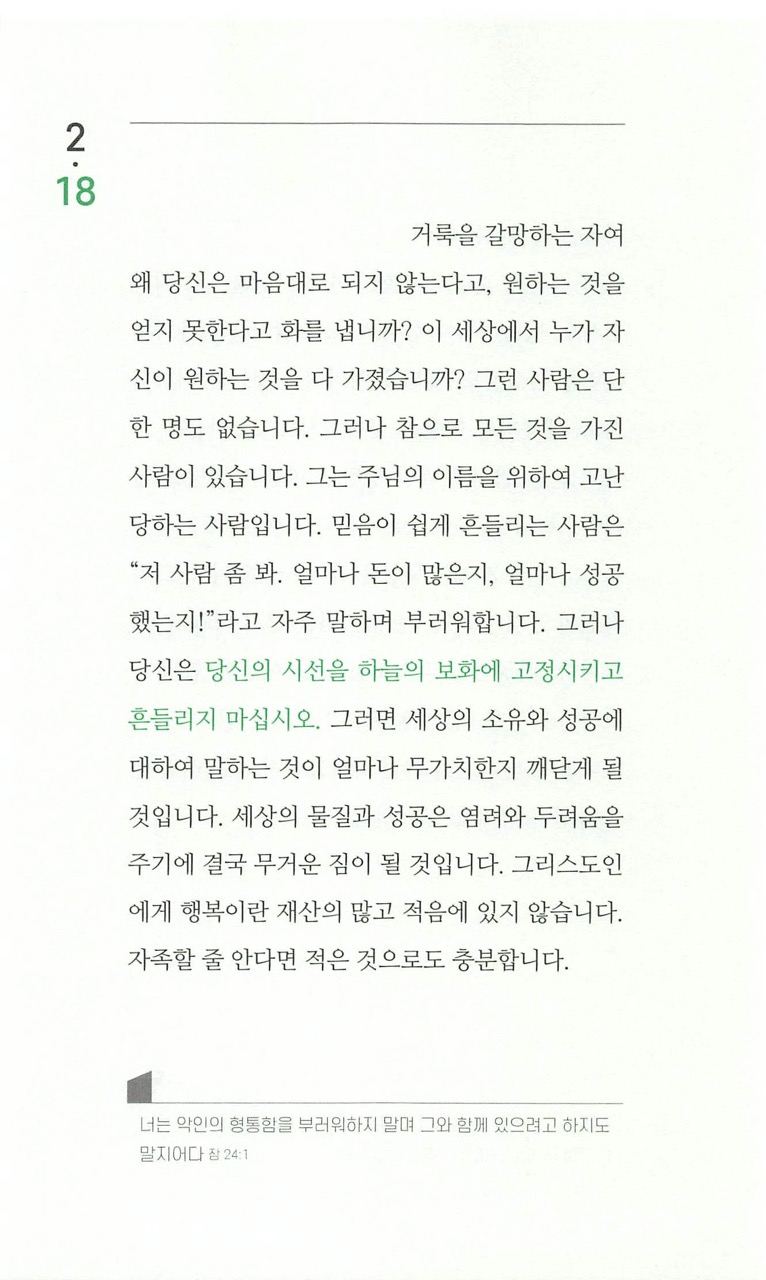 2
·
18
거룩을 갈망하는 자여
왜 당신은 마음대로 되지 않는다고, 원하는 것을
얻지 못한다고 화를 냅니까? 이 세상에서 누가 자
신이 원하는 것을 다 가졌습니까? 그런 사람은 단
한 명도 없습니다. 그러나 참으로 모든 것을 가진
사람이 있습니다. 그는 주님의 이름을 위하여 고난
당하는 사람입니다. 믿음이 쉽게 흔들리는 사람은
“저 사람 좀 봐. 얼마나 돈이 많은지, 얼마나 성공
했는지!”라고 자주 말하며 부러워합니다. 그러나
당신은 당신의 시선을 하늘의 보화에 고정시키고
흔들리지 마십시오. 그러면 세상의 소유와 성공에
대하여 말하는 것이 얼마나 무가치한지 깨닫게 될
것입니다. 세상의 물질과 성공은 염려와 두려움을
주기에 결국 무거운 짐이 될 것입니다. 그리스도인
에게 행복이란 재산의 많고 적음에 있지 않습니다.
자족할 줄 안다면 적은 것으로도 충분합니다.
너는 악인의 형통함을 부러워하지 말며 그와 함께 있으려고 하지도
말지어다 잠 24:1